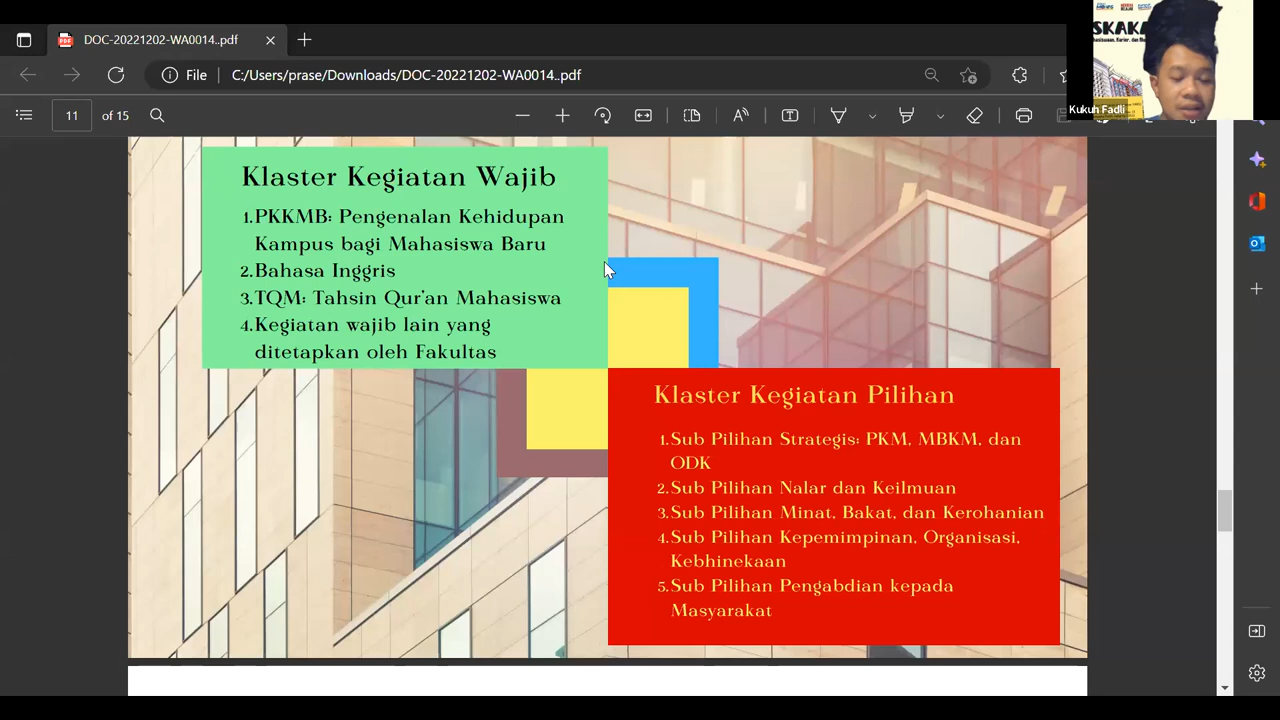 DOC-20221202-WA0014..pdf
File
C:/Users/prase/Downloads/DOC-20221202-WA0014..pdf
11 of 15
SKAKA
Kukuh Fadli
Klaster Kegiatan Wajib
1.PKKMB: Pengenalan Kehidupan
Kampus bagi Mahasiswa Baru
2.Bahasa Inggris
3.TQM: Tahsin Qur'an Mahasiswa
4.Kegiatan wajib lain yang
ditetapkan oleh Fakultas
Klaster Kegiatan Pilihan
1.Sub Pilihan Strategis: PKM, MBKM, dan
ODK
2.Sub Pilihan Nalar dan Keilmuan
3.Sub Pilihan Minat, Bakat, dan Kerohanian
4.Sub Pilihan Kepemimpinan, Organisasi,
Kebhinekaan
5.Sub Pilihan Pengabdian kepada
Masyarakat